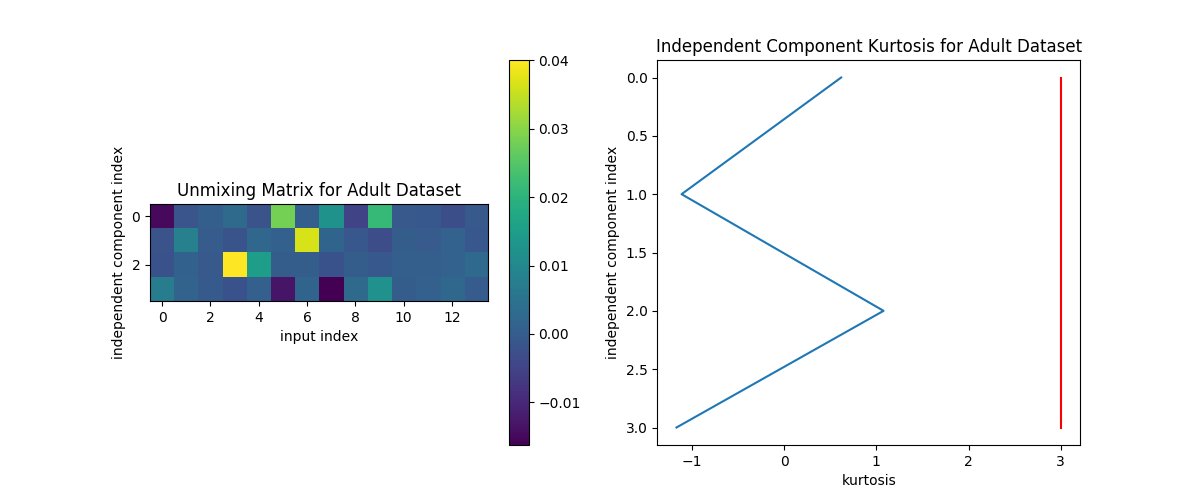 Unmixing Matrix for Adult Dataset
independent component index
0
2
0 2 4 6 8 10 12
input index
0.04
0.03
0.02
0.01
0.00
−0.01
Independent Component Kurtosis for Adult Dataset
independent component index
0.0
0.5
1.0
1.5
2.0
2.5
3.0
−1 0 1 2 3
kurtosis